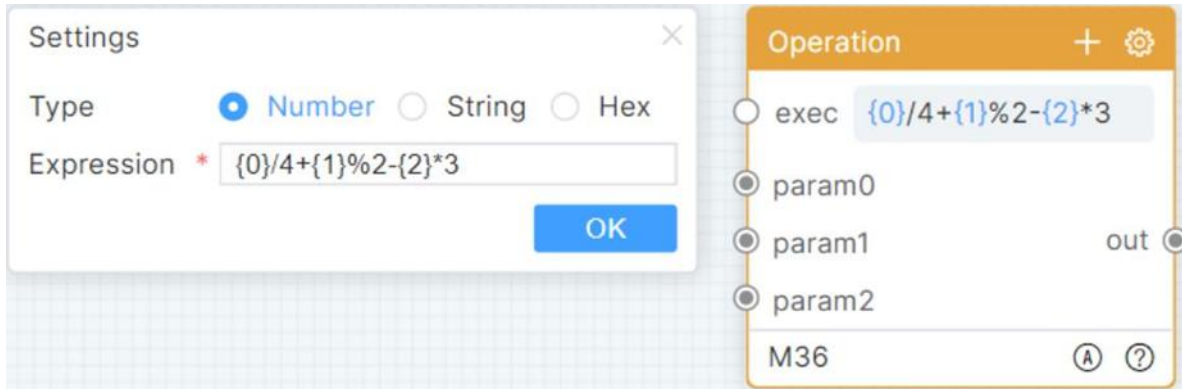 Settings
Type Number String Hex
Expression * {0}/4+{1}%2-{2}*3
OK
Operation
exec {0}/4+{1}%2-{2}*3
param0
param1 out
param2
M36 A ?